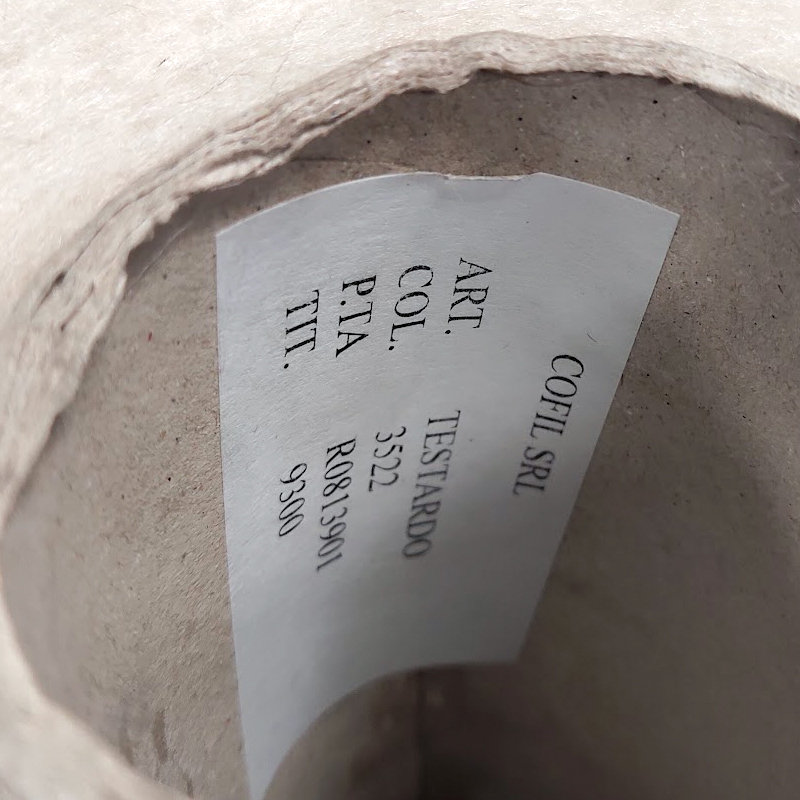 COFIL SRL
ART. TESTARDO
COL. 3522
P.TA R0813901
TIT. 9300